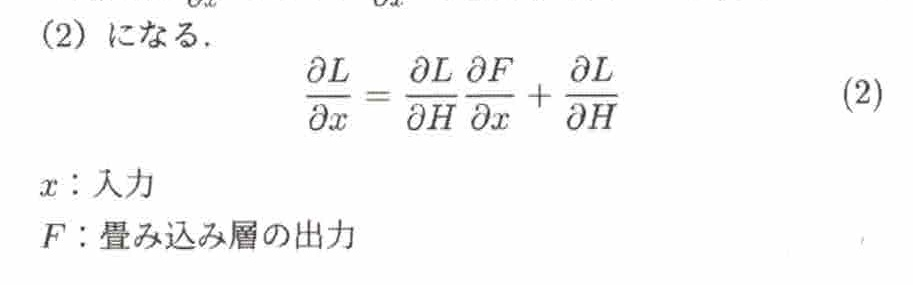 (2) になる.
∂L/∂x = ∂L/∂H ∂F/∂x + ∂L/∂H (2)
x：入力
F：畳み込み層の出力